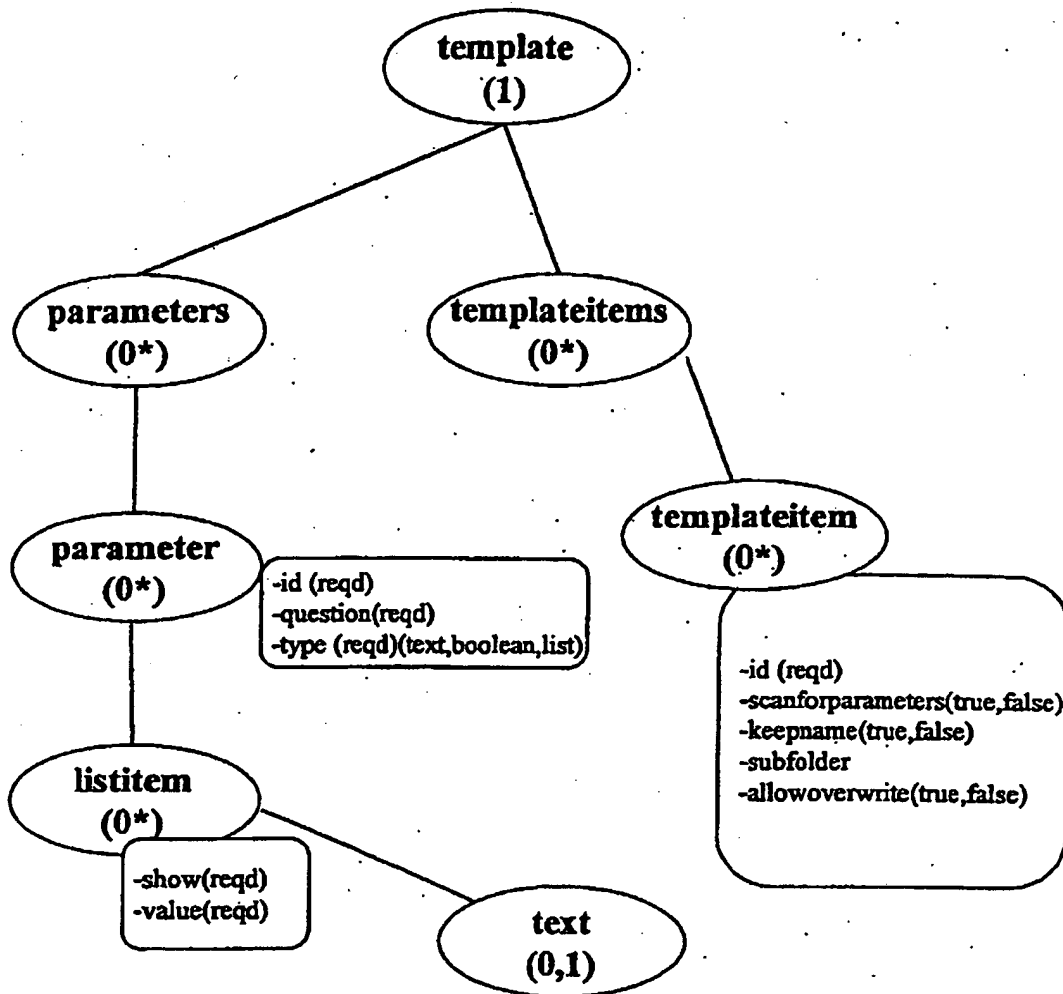 template
(1)
parameters
(0*)
templateitems
(0*)
parameter
(0*)
-id (reqd)
-question(reqd)
-type (reqd)(text,boolean,list)
templateitem
(0*)
-id (reqd)
-scanforparameters(true,false)
-keepname(true,false)
-subfolder
-allowoverwrite(true,false)
listitem
(0*)
-show(reqd)
-value(reqd)
text
(0,1)